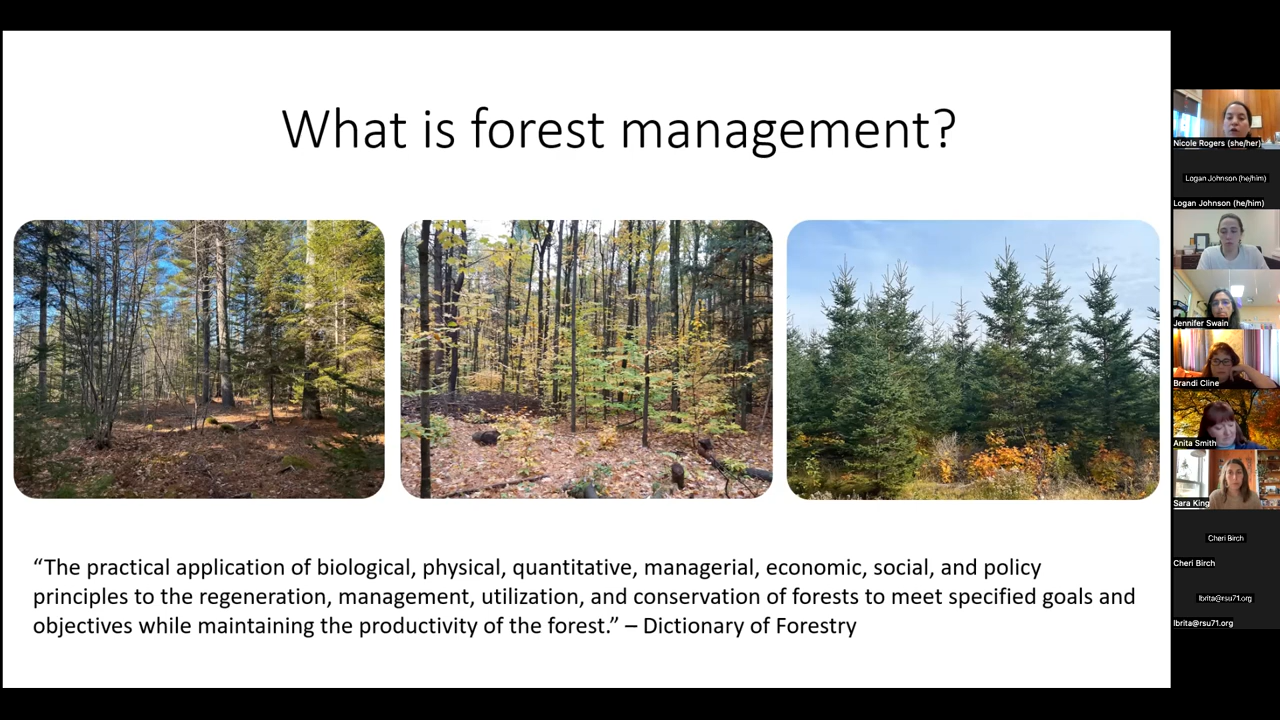 What is forest management?
“The practical application of biological, physical, quantitative, managerial, economic, social, and policy
principles to the regeneration, management, utilization, and conservation of forests to meet specified goals and
objectives while maintaining the productivity of the forest.” – Dictionary of Forestry
Nicole Rogers (she/her)
Logan Johnson (he/him)
Logan Johnson (he/him)
Jennifer Swain
Brandi Cline
Anita Smith
Sara King
Cheri Birch
Cheri Birch
lbrita@rsu71.org
lbrita@rsu71.org